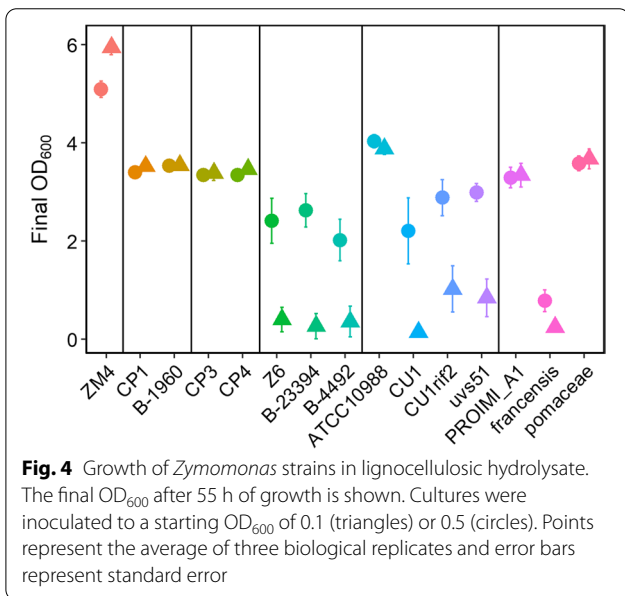 6
4
2
0
Final OD600
ZM4
CP1
B-1960
CP3
CP4
Z6
B-23394
B-4492
ATCC10988
CU1
CU1rif2
uvs51
PROIMI_A1
francensis
pomaceae
Fig. 4 Growth of Zymomonas strains in lignocellulosic hydrolysate.
The final OD600 after 55 h of growth is shown. Cultures were
inoculated to a starting OD600 of 0.1 (triangles) or 0.5 (circles). Points
represent the average of three biological replicates and error bars
represent standard error